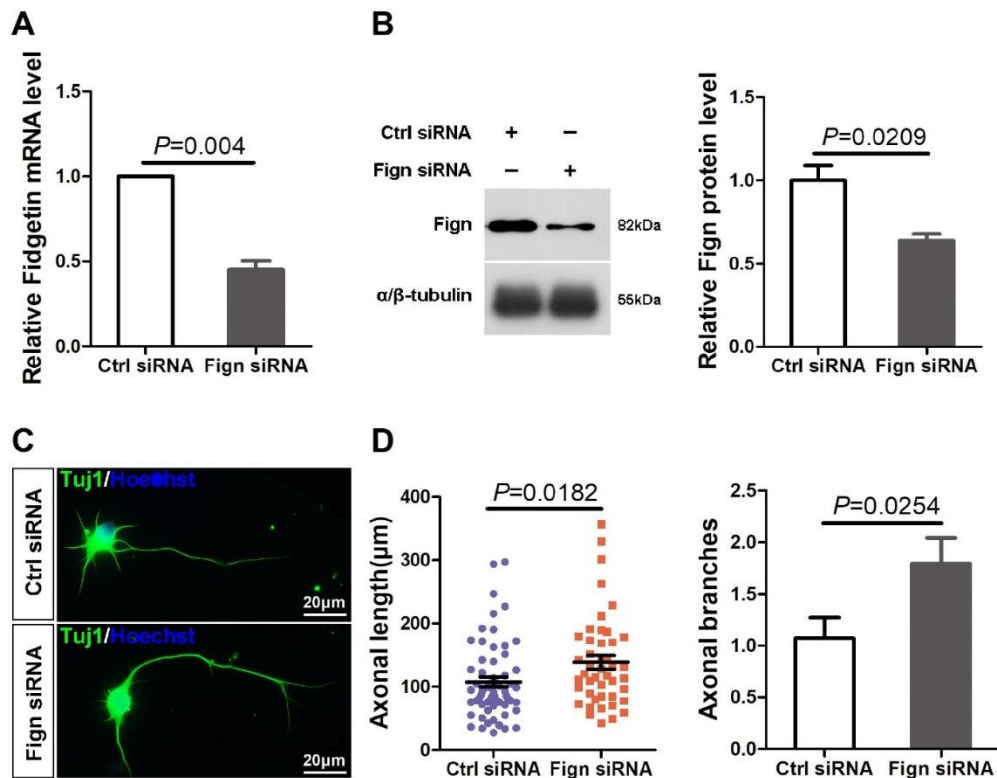 A
Relative Fidgetin mRNA level
1.5
1.0
0.5
0.0
P=0.004
Ctrl siRNA Fign siRNA
B
Ctrl siRNA + –
Fign siRNA – +
Fign 82kDa
α/β-tubulin 55kDa
Relative Fign protein level
1.5
1.0
0.5
0.0
P=0.0209
Ctrl siRNA Fign siRNA
C
Ctrl siRNA
Tuj1/Hoechst
20μm
Fign siRNA
Tuj1/Hoechst
20μm
D
Axonal length(μm)
400
300
200
100
0
P=0.0182
Ctrl siRNA Fign siRNA
Axonal branches
2.5
2.0
1.5
1.0
0.5
0.0
P=0.0254
Ctrl siRNA Fign siRNA